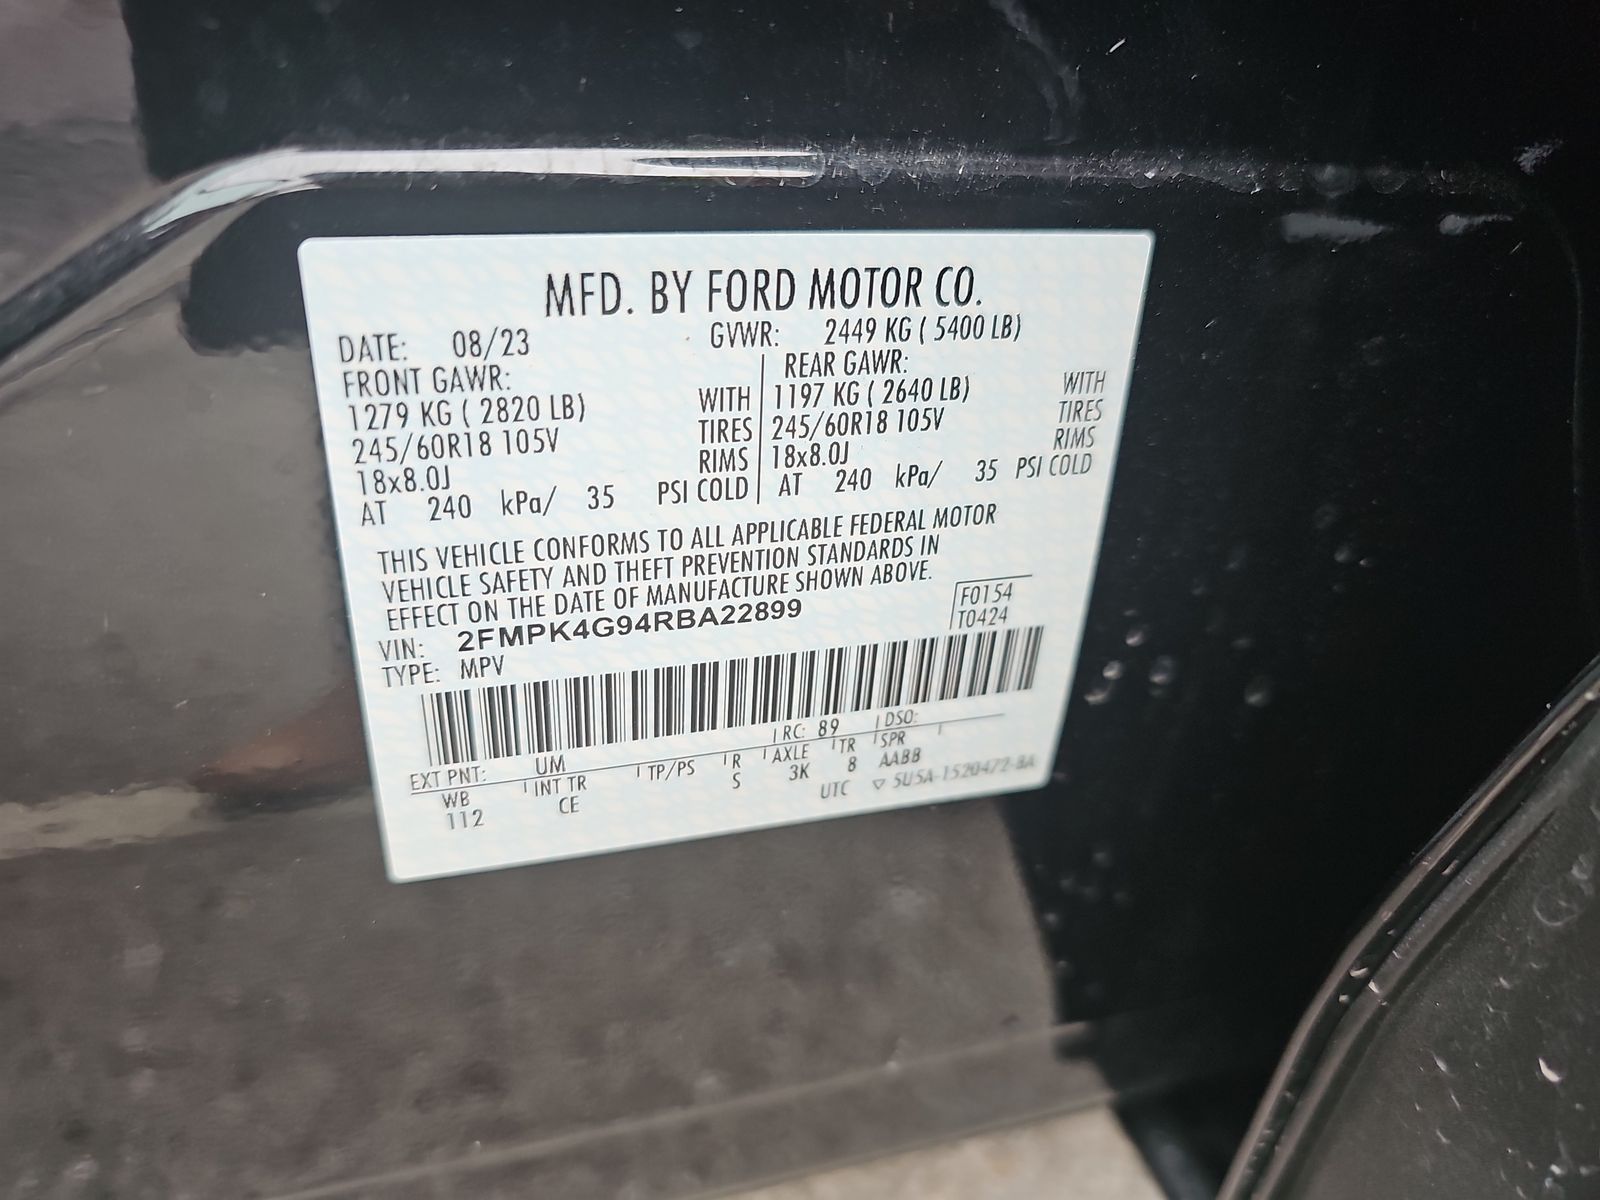 MFD. BY FORD MOTOR CO.
DATE: 08/23 GVWR: 2449 KG ( 5400 LB)
FRONT GAWR: REAR GAWR:
1279 KG ( 2820 LB) WITH 1197 KG ( 2640 LB) WITH
245/60R18 105V TIRES 245/60R18 105V TIRES
18x8.0J RIMS 18x8.0J RIMS
AT 240 kPa/ 35 PSI COLD AT 240 kPa/ 35 PSI COLD
THIS VEHICLE CONFORMS TO ALL APPLICABLE FEDERAL MOTOR
VEHICLE SAFETY AND THEFT PREVENTION STANDARDS IN
EFFECT ON THE DATE OF MANUFACTURE SHOWN ABOVE.
VIN: 2FMPK4G94RBA22899 F0154
TYPE: MPV T0424
EXT PNT: UM RC: 89 DSO:
WB INT TR TP/PS R AXLE TR SPR
112 CE S 3K 8 AABB
UTC ▽ 5U5A-1520472-BA